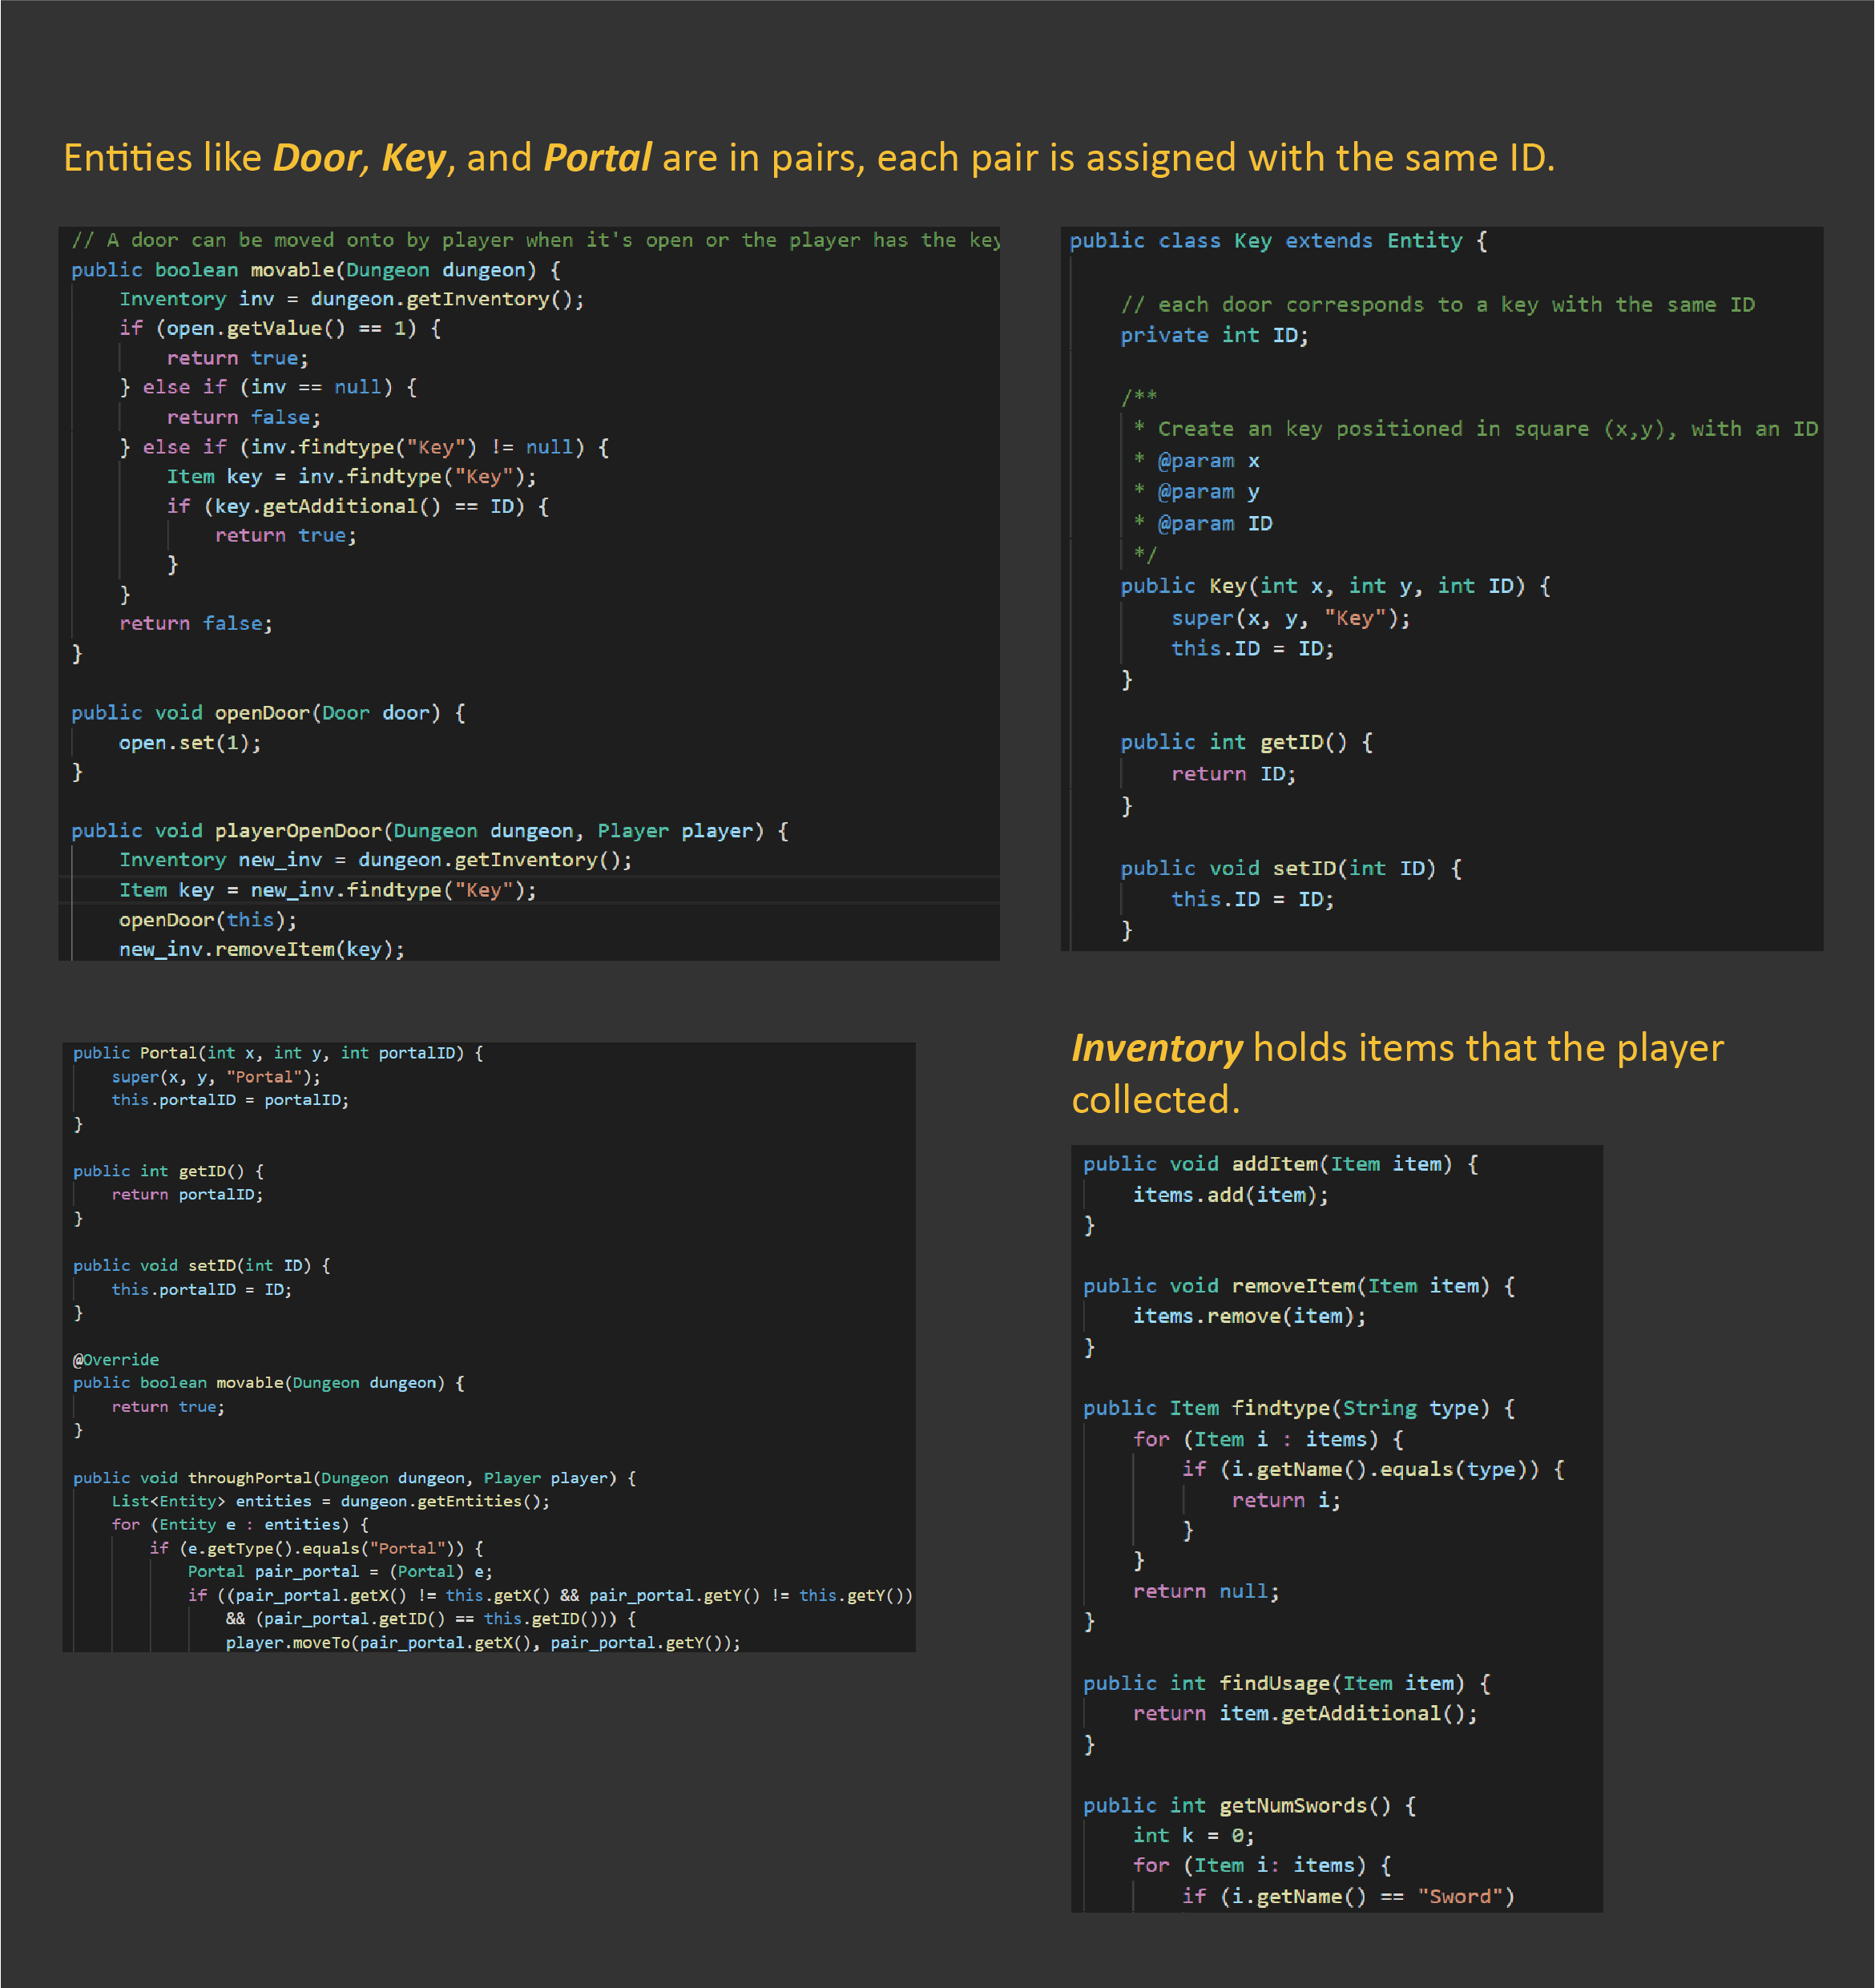 Entities like Door, Key, and Portal are in pairs, each pair is assigned with the same ID.
// A door can be moved onto by player when it's open or the player has the key
public boolean movable(Dungeon dungeon) {
    Inventory inv = dungeon.getInventory();
    if (open.getValue() == 1) {
        return true;
    } else if (inv == null) {
        return false;
    } else if (inv.findtype("Key") != null) {
        Item key = inv.findtype("Key");
        if (key.getAdditional() == ID) {
            return true;
        }
    }
    return false;
}
public void openDoor(Door door) {
    open.set(1);
}
public void playerOpenDoor(Dungeon dungeon, Player player) {
    Inventory new_inv = dungeon.getInventory();
    Item key = new_inv.findtype("Key");
    openDoor(this);
    new_inv.removeItem(key);
public class Key extends Entity {
    // each door corresponds to a key with the same ID
    private int ID;
    /**
     * Create an key positioned in square (x,y), with an ID
     * @param x
     * @param y
     * @param ID
     */
    public Key(int x, int y, int ID) {
        super(x, y, "Key");
        this.ID = ID;
    }
    public int getID() {
        return ID;
    }
    public void setID(int ID) {
        this.ID = ID;
    }
public Portal(int x, int y, int portalID) {
    super(x, y, "Portal");
    this.portalID = portalID;
}
public int getID() {
    return portalID;
}
public void setID(int ID) {
    this.portalID = ID;
}
@Override
public boolean movable(Dungeon dungeon) {
    return true;
}
public void throughPortal(Dungeon dungeon, Player player) {
    List<Entity> entities = dungeon.getEntities();
    for (Entity e : entities) {
        if (e.getType().equals("Portal")) {
            Portal pair_portal = (Portal) e;
            if ((pair_portal.getX() != this.getX() && pair_portal.getY() != this.getY())
                && (pair_portal.getID() == this.getID())) {
                player.moveTo(pair_portal.getX(), pair_portal.getY());
Inventory holds items that the player
collected.
public void addItem(Item item) {
    items.add(item);
}
public void removeItem(Item item) {
    items.remove(item);
}
public Item findtype(String type) {
    for (Item i : items) {
        if (i.getName().equals(type)) {
            return i;
        }
    }
    return null;
}
public int findUsage(Item item) {
    return item.getAdditional();
}
public int getNumSwords() {
    int k = 0;
    for (Item i: items) {
        if (i.getName() == "Sword")